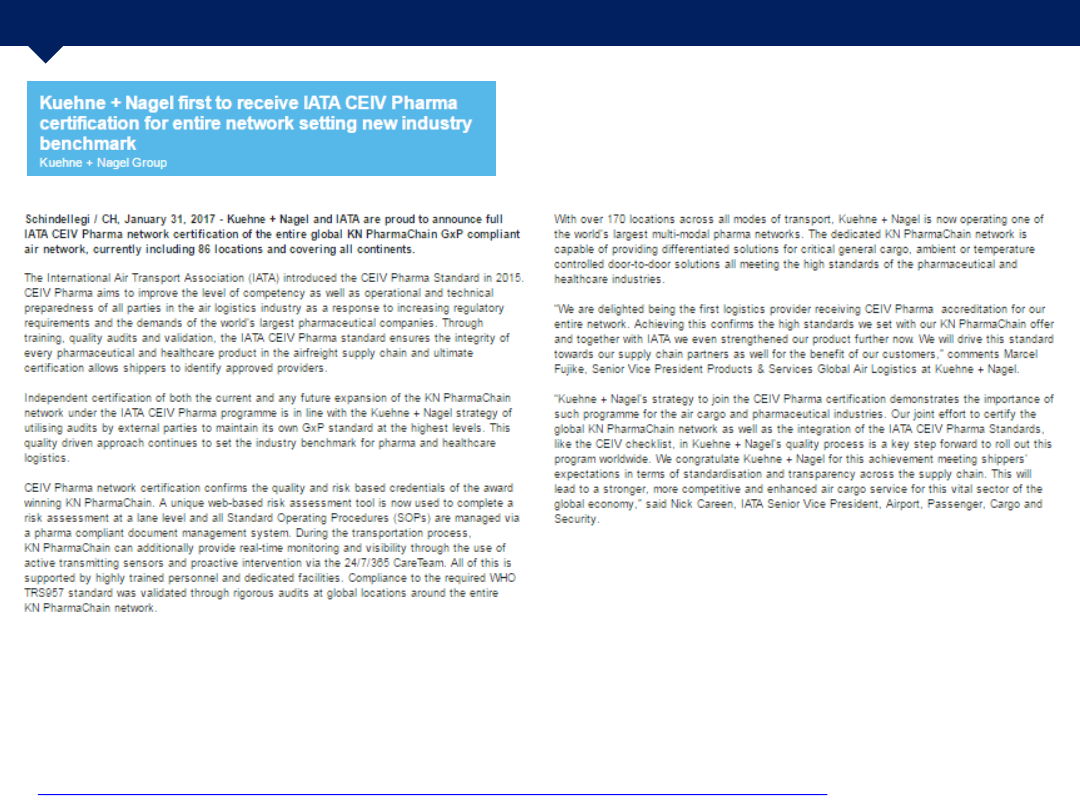 Kuehne + Nagel first to receive IATA CEIV Pharma
certification for entire network setting new industry
benchmark
Kuehne + Nagel Group
Schindellegi / CH, January 31, 2017 - Kuehne + Nagel and IATA are proud to announce full
IATA CEIV Pharma network certification of the entire global KN PharmaChain GxP compliant
air network, currently including 86 locations and covering all continents.
The International Air Transport Association (IATA) introduced the CEIV Pharma Standard in 2015.
CEIV Pharma aims to improve the level of competency as well as operational and technical
preparedness of all parties in the air logistics industry as a response to increasing regulatory
requirements and the demands of the world's largest pharmaceutical companies. Through
training, quality audits and validation, the IATA CEIV Pharma standard ensures the integrity of
every pharmaceutical and healthcare product in the airfreight supply chain and ultimate
certification allows shippers to identify approved providers.
Independent certification of both the current and any future expansion of the KN PharmaChain
network under the IATA CEIV Pharma programme is in line with the Kuehne + Nagel strategy of
utilising audits by external parties to maintain its own GxP standard at the highest levels. This
quality driven approach continues to set the industry benchmark for pharma and healthcare
logistics.
CEIV Pharma network certification confirms the quality and risk based credentials of the award
winning KN PharmaChain. A unique web-based risk assessment tool is now used to complete a
risk assessment at a lane level and all Standard Operating Procedures (SOPs) are managed via
a pharma compliant document management system. During the transportation process,
KN PharmaChain can additionally provide real-time monitoring and visibility through the use of
active transmitting sensors and proactive intervention via the 24/7/365 CareTeam. All of this is
supported by highly trained personnel and dedicated facilities. Compliance to the required WHO
TRS957 standard was validated through rigorous audits at global locations around the entire
KN PharmaChain network.
With over 170 locations across all modes of transport, Kuehne + Nagel is now operating one of
the world's largest multi-modal pharma networks. The dedicated KN PharmaChain network is
capable of providing differentiated solutions for critical general cargo, ambient or temperature
controlled door-to-door solutions all meeting the high standards of the pharmaceutical and
healthcare industries.
"We are delighted being the first logistics provider receiving CEIV Pharma accreditation for our
entire network. Achieving this confirms the high standards we set with our KN PharmaChain offer
and together with IATA we even strengthened our product further now. We will drive this standard
towards our supply chain partners as well for the benefit of our customers," comments Marcel
Fujike, Senior Vice President Products & Services Global Air Logistics at Kuehne + Nagel.
"Kuehne + Nagel's strategy to join the CEIV Pharma certification demonstrates the importance of
such programme for the air cargo and pharmaceutical industries. Our joint effort to certify the
global KN PharmaChain network as well as the integration of the IATA CEIV Pharma Standards,
like the CEIV checklist, in Kuehne + Nagel's quality process is a key step forward to roll out this
program worldwide. We congratulate Kuehne + Nagel for this achievement meeting shippers'
expectations in terms of standardisation and transparency across the supply chain. This will
lead to a stronger, more competitive and enhanced air cargo service for this vital sector of the
global economy," said Nick Careen, IATA Senior Vice President, Airport, Passenger, Cargo and
Security.